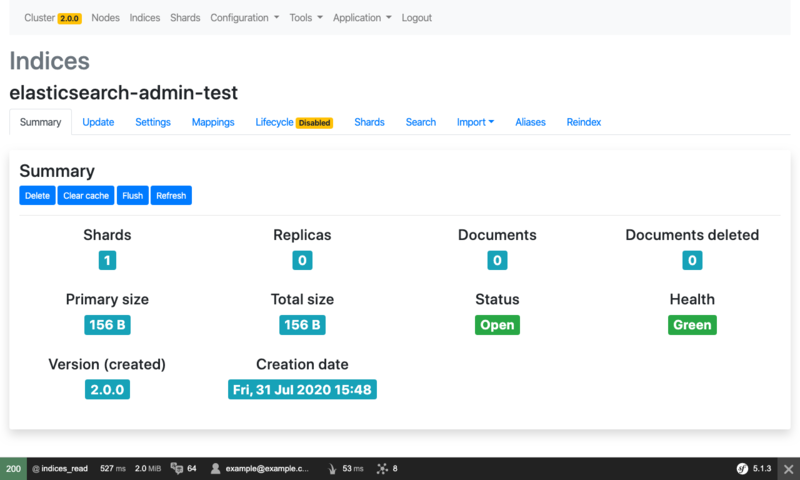 Cluster 2.0.0 Nodes Indices Shards Configuration Tools Application Logout
Indices
elasticsearch-admin-test
Summary Update Settings Mappings Lifecycle Disabled Shards Search Import Aliases Reindex
Summary
Delete Clear cache Flush Refresh
Shards Replicas Documents Documents deleted
1 0 0 0
Primary size Total size Status Health
156 B 156 B Open Green
Version (created) Creation date
2.0.0 Fri, 31 Jul 2020 15:48
200 @ indices_read 527 ms 2.0 MiB 64 example@example.c... 53 ms 8 sf 5.1.3